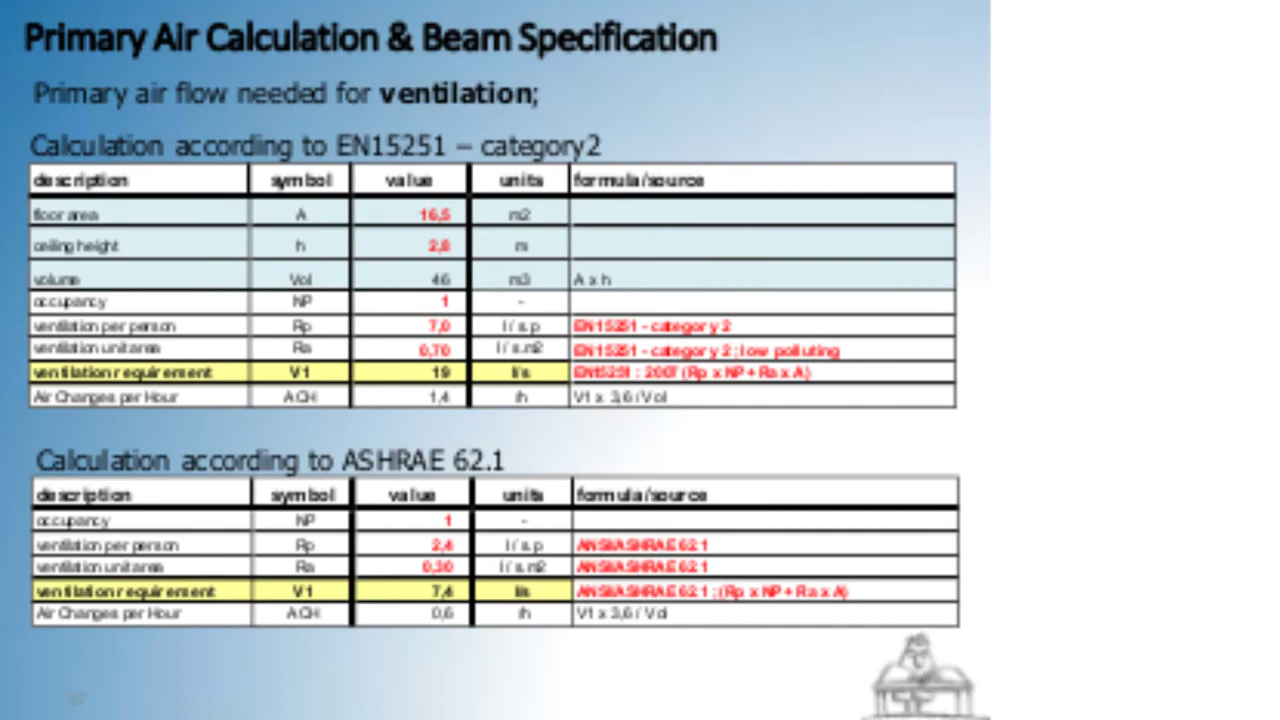 Primary Air Calculation & Beam Specification
Primary air flow needed for ventilation;
Calculation according to EN15251 – category2
description symbol value units formula/source
floor area A 16,5 m2
ceiling height h 2,8 m
volume Vol 46 m3 A x h
occupancy NP 1 -
ventilation per person Rp 7,0 l/s.p EN15251 - category 2
ventilation unit area Ra 0,70 l/s.m2 EN15251 - category 2; low polluting
ventilation requirement V1 19 l/s EN15251 : 2007 (Rp x NP + Ra x A)
Air Changes per Hour ACH 1,4 /h V1 x 3,6 / Vol
Calculation according to ASHRAE 62.1
description symbol value units formula/source
occupancy NP 1 -
ventilation per person Rp 2,4 l/s.p ANSI/ASHRAE 62.1
ventilation unit area Ra 0,30 l/s.m2 ANSI/ASHRAE 62.1
ventilation requirement V1 7,4 l/s ANSI/ASHRAE 62.1 ; (Rp x NP + Ra x A)
Air Changes per Hour ACH 0,6 /h V1 x 3,6 / Vol